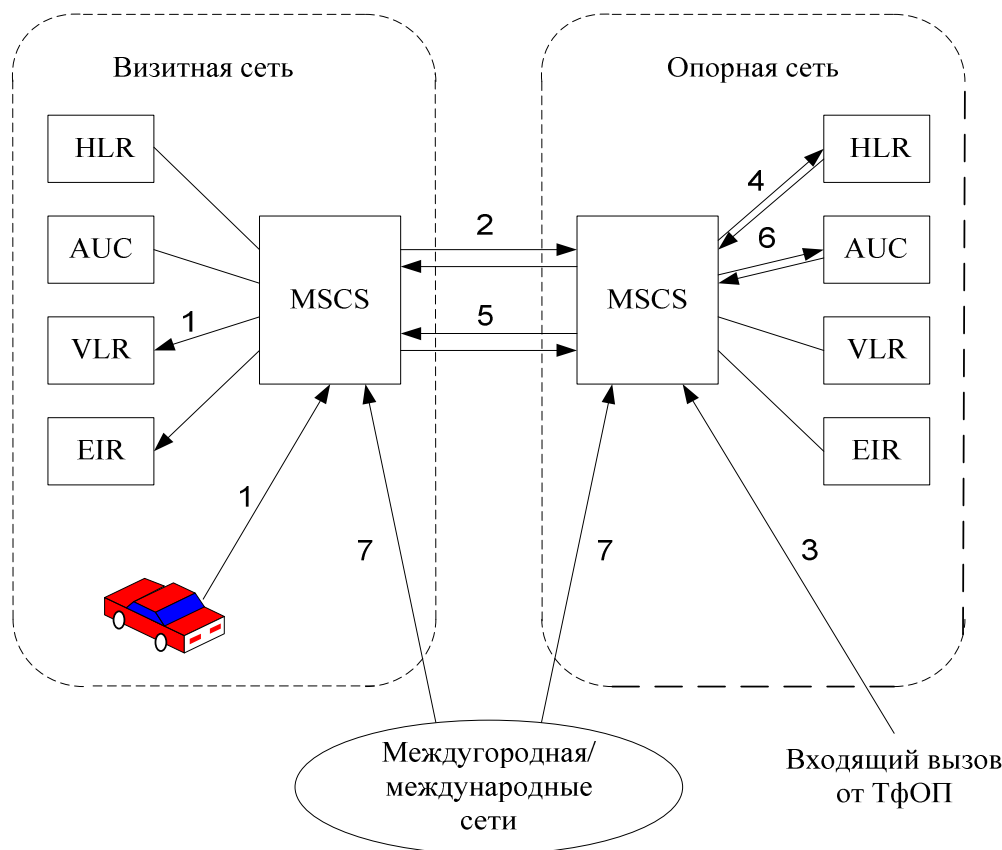 Визитная сеть
Опорная сеть
HLR
HLR
4
2
6
AUC
AUC
MSCS
MSCS
1
5
VLR
VLR
EIR
EIR
1
7
7
3
Междугородная/
международные
сети
Входящий вызов
от ТфОП